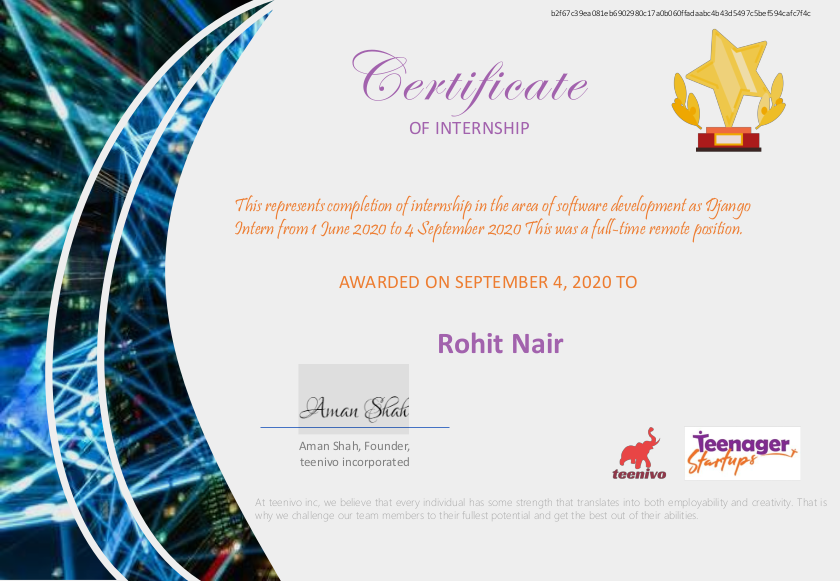 b2f67c39ea081eb6902980c17a0b060ffadaabc4b43d5497c5bef594cafc7f4c
Certificate
OF INTERNSHIP
This represents completion of internship in the area of software development as Django
Intern from 1 June 2020 to 4 September 2020 This was a full-time remote position.
AWARDED ON SEPTEMBER 4, 2020 TO
Rohit Nair
Aman Shah
Aman Shah, Founder,
teenivo incorporated
teenivo
Teenager
Startups
At teenivo inc, we believe that every individual has some strength that translates into both employability and creativity. That is
why we challenge our team members to their fullest potential and get the best out of their abilities.